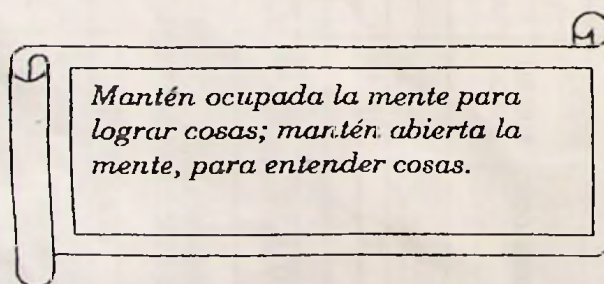 Mantén ocupada la mente para
lograr cosas; mantén abierta la
mente, para entender cosas.